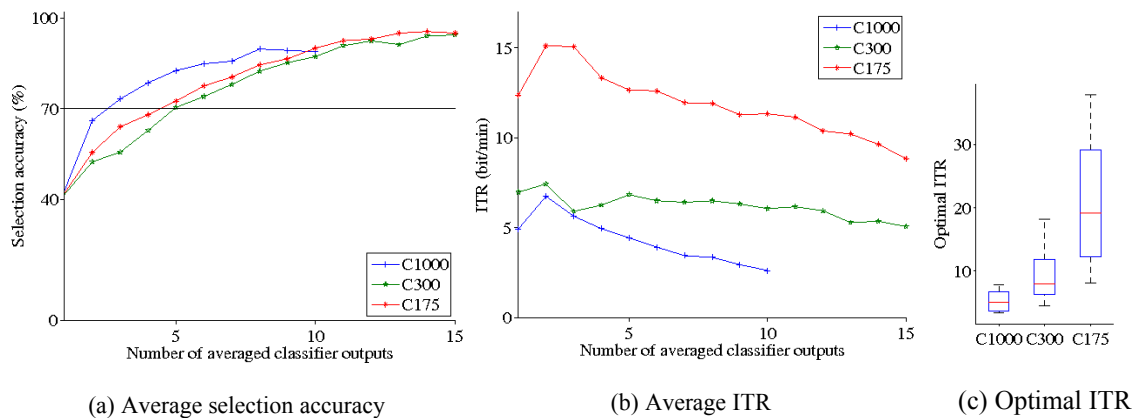 100
70
40
0
Selection accuracy (%)
C1000
C300
C175
5
10
15
Number of averaged classifier outputs
(a) Average selection accuracy
15
10
5
0
ITR (bit/min)
C1000
C300
C175
5
10
15
Number of averaged classifier outputs
(b) Average ITR
30
20
10
Optimal ITR
C1000
C300
C175
(c) Optimal ITR